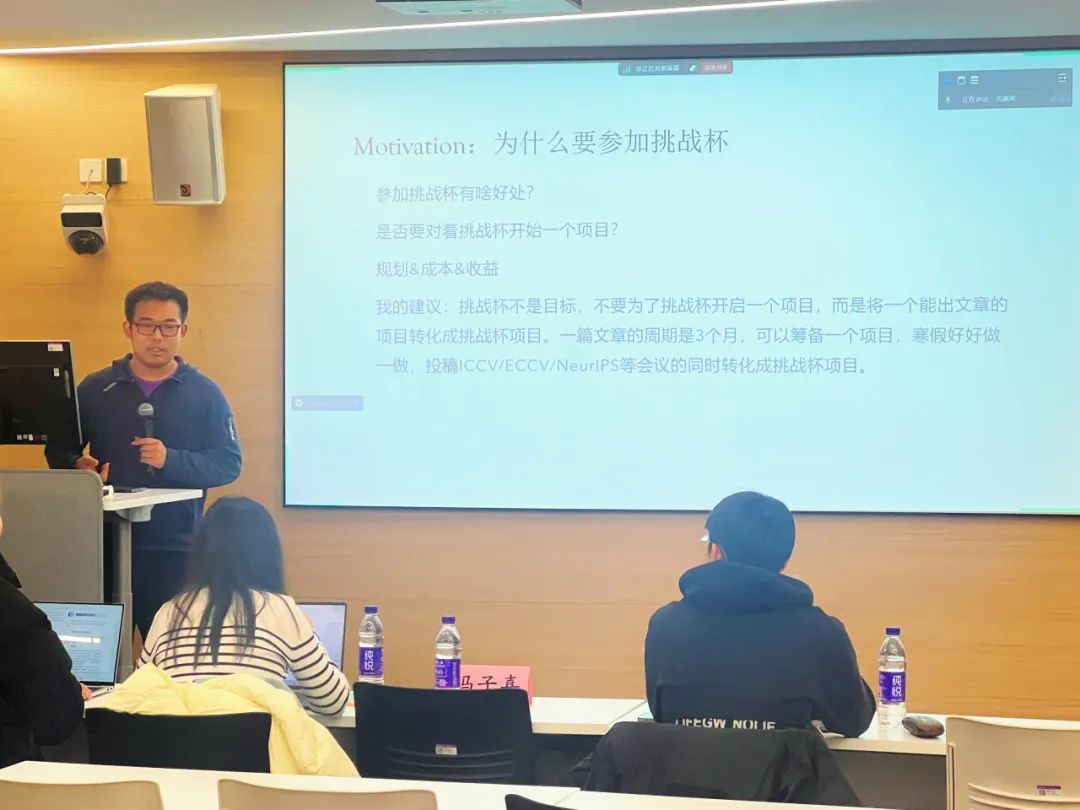 Motivation：为什么要参加挑战杯
参加挑战杯有啥好处？
是否要对着挑战杯开始一个项目？
规划&成本&收益
我的建议：挑战杯不是目标，不要为了挑战杯开启一个项目，而是将一个能出文章的
项目转化成挑战杯项目。一篇文章的周期是3个月，可以筹备一个项目，寒假好好做
一做，投稿ICCV/ECCV/NeurIPS等会议的同时转化成挑战杯项目。
纯悦
纯悦